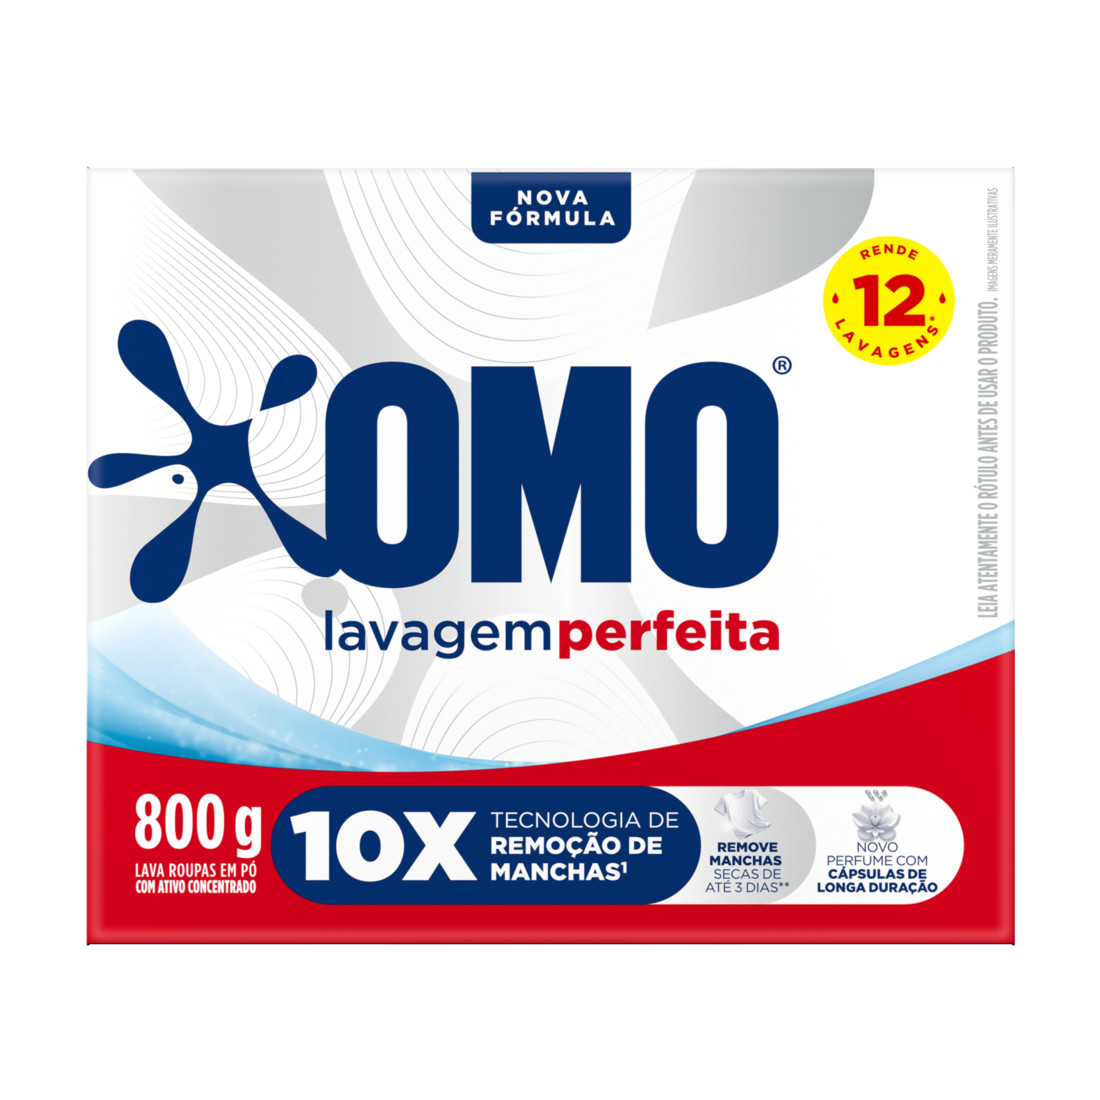 NOVA
FÓRMULA
RENDE
12
LAVAGENS*
OMO®
lavagemperfeita
800g
LAVA ROUPAS EM PÓ
COM ATIVO CONCENTRADO
10X
TECNOLOGIA DE
REMOÇÃO DE
MANCHAS¹
REMOVE
MANCHAS
SECAS DE
ATÉ 3 DIAS**
NOVO
PERFUME COM
CÁPSULAS DE
LONGA DURAÇÃO
LEIA ATENTAMENTE O RÓTULO ANTES DE USAR O PRODUTO. IMAGENS MERAMENTE ILUSTRATIVAS